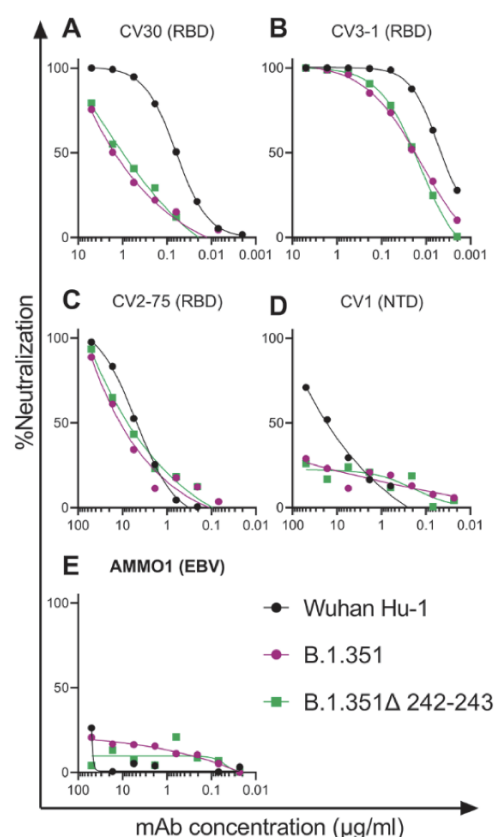 A CV30 (RBD)
B CV3-1 (RBD)
100
50
0
10 1 0.1 0.01 0.001
100
50
0
10 1 0.1 0.01 0.001
C CV2-75 (RBD)
D CV1 (NTD)
100
50
0
100 10 1 0.1 0.01
100
50
0
100 10 1 0.1 0.01
E AMMO1 (EBV)
100
50
0
100 10 1 0.1 0.01
Wuhan Hu-1
B.1.351
B.1.351Δ 242-243
%Neutralization
mAb concentration (μg/ml)